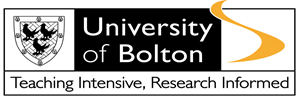 University
of Bolton
Teaching Intensive, Research Informed